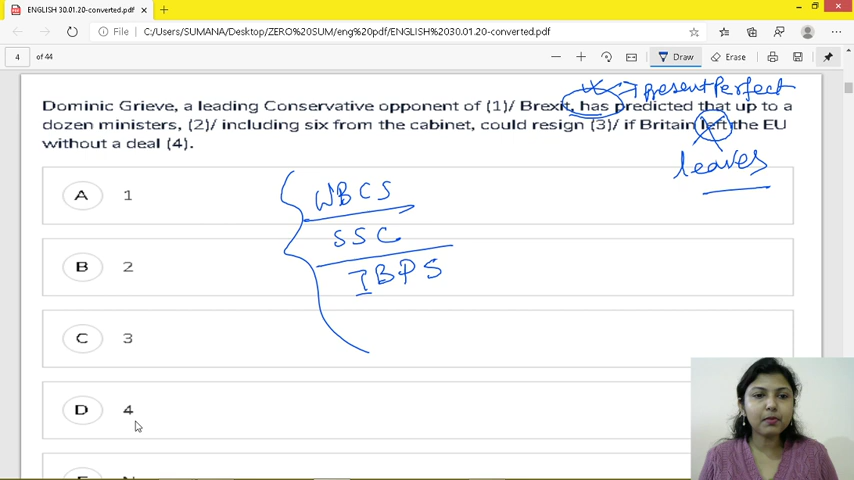 ENGLISH 30.01.20-converted.pdf
File
C:/Users/SUMANA/Desktop/ZERO%20SUM/eng%20pdf/ENGLISH%2030.01.20-converted.pdf
4 of 44
Draw
Erase
present perfect
Dominic Grieve, a leading Conservative opponent of (1)/ Brexit, has predicted that up to a
dozen ministers, (2)/ including six from the cabinet, could resign (3)/ if Britain left the EU
without a deal (4).
leaves
A 1
WBCS
SSC
B 2
IBPS
C 3
D 4